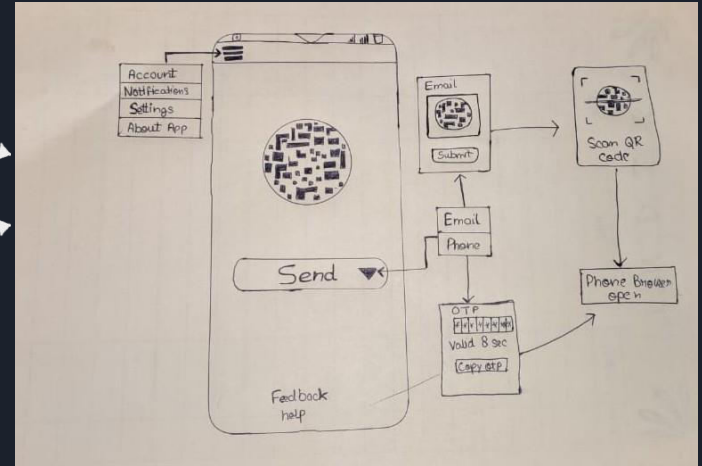 Account
Notifications
Settings
About App
Send
Feedback
help
Email
Submit
Email
Phone
OTP
Valid 8 sec
Copy otp
Scan QR
code
Phone Browser
open